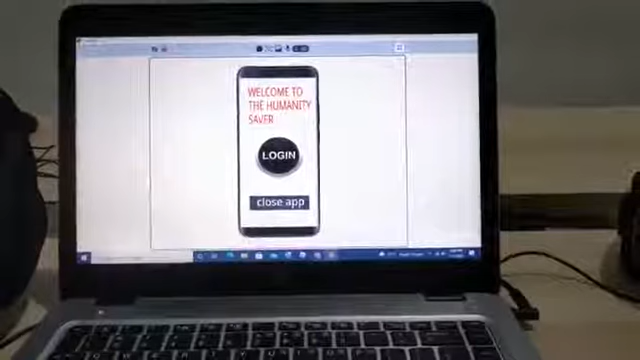 WELCOME TO
THE HUMANITY
SAVER
LOGIN
close app